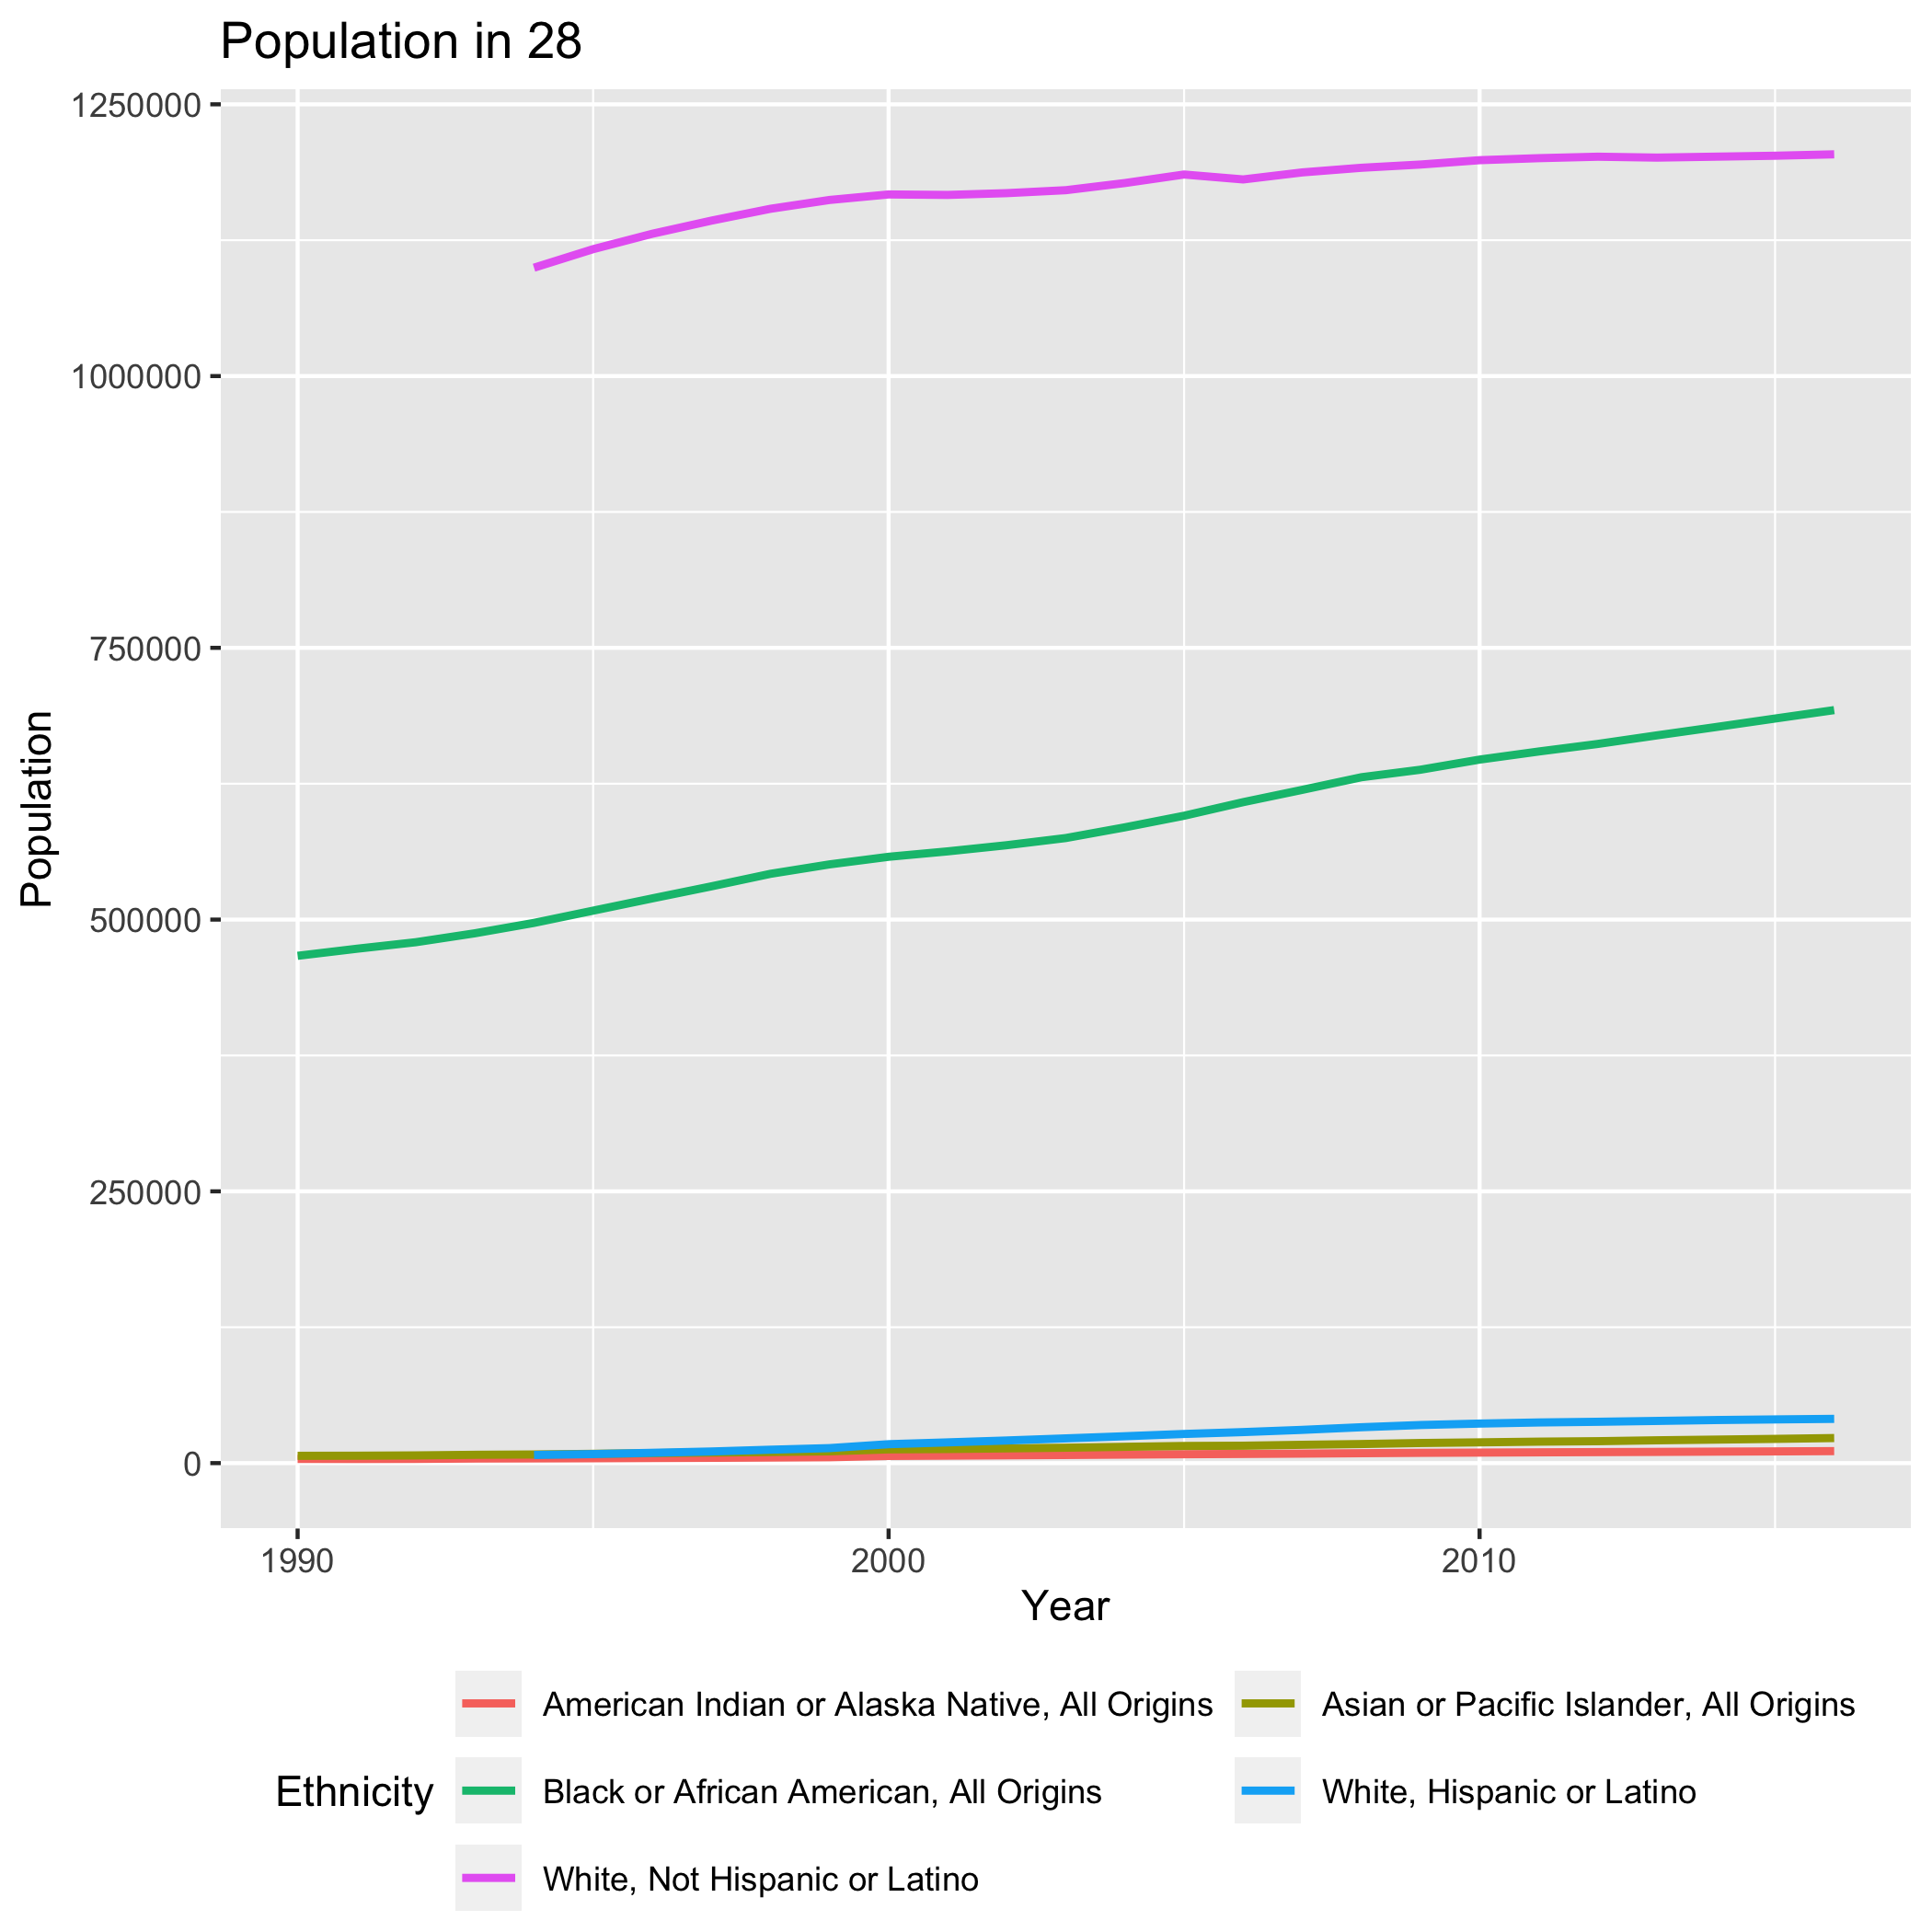 Population in 28
1250000
1000000
750000
500000
250000
0
Population
1990 2000 2010
Year
Ethnicity
American Indian or Alaska Native, All Origins
Asian or Pacific Islander, All Origins
Black or African American, All Origins
White, Hispanic or Latino
White, Not Hispanic or Latino